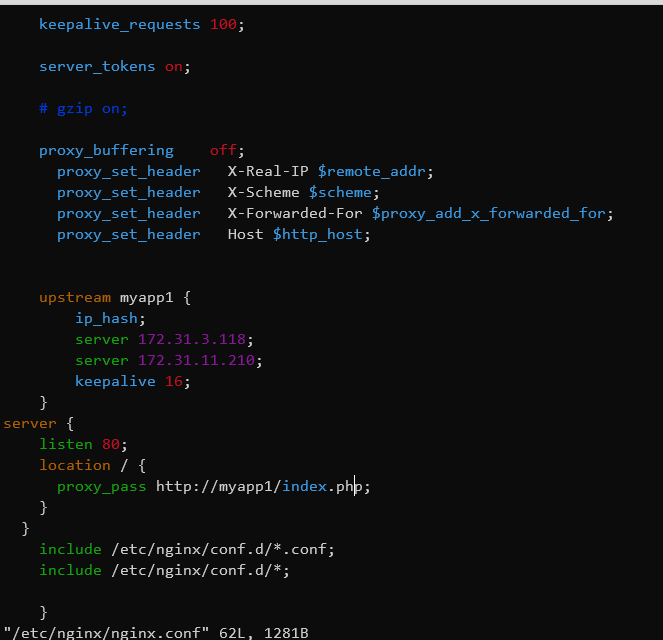 keepalive_requests 100;
server_tokens on;
# gzip on;
proxy_buffering    off;
proxy_set_header   X-Real-IP $remote_addr;
proxy_set_header   X-Scheme $scheme;
proxy_set_header   X-Forwarded-For $proxy_add_x_forwarded_for;
proxy_set_header   Host $http_host;
upstream myapp1 {
ip_hash;
server 172.31.3.118;
server 172.31.11.210;
keepalive 16;
}
server {
listen 80;
location / {
proxy_pass http://myapp1/index.php;
}
}
include /etc/nginx/conf.d/*.conf;
include /etc/nginx/conf.d/*;
}
"/etc/nginx/nginx.conf" 62L, 1281B